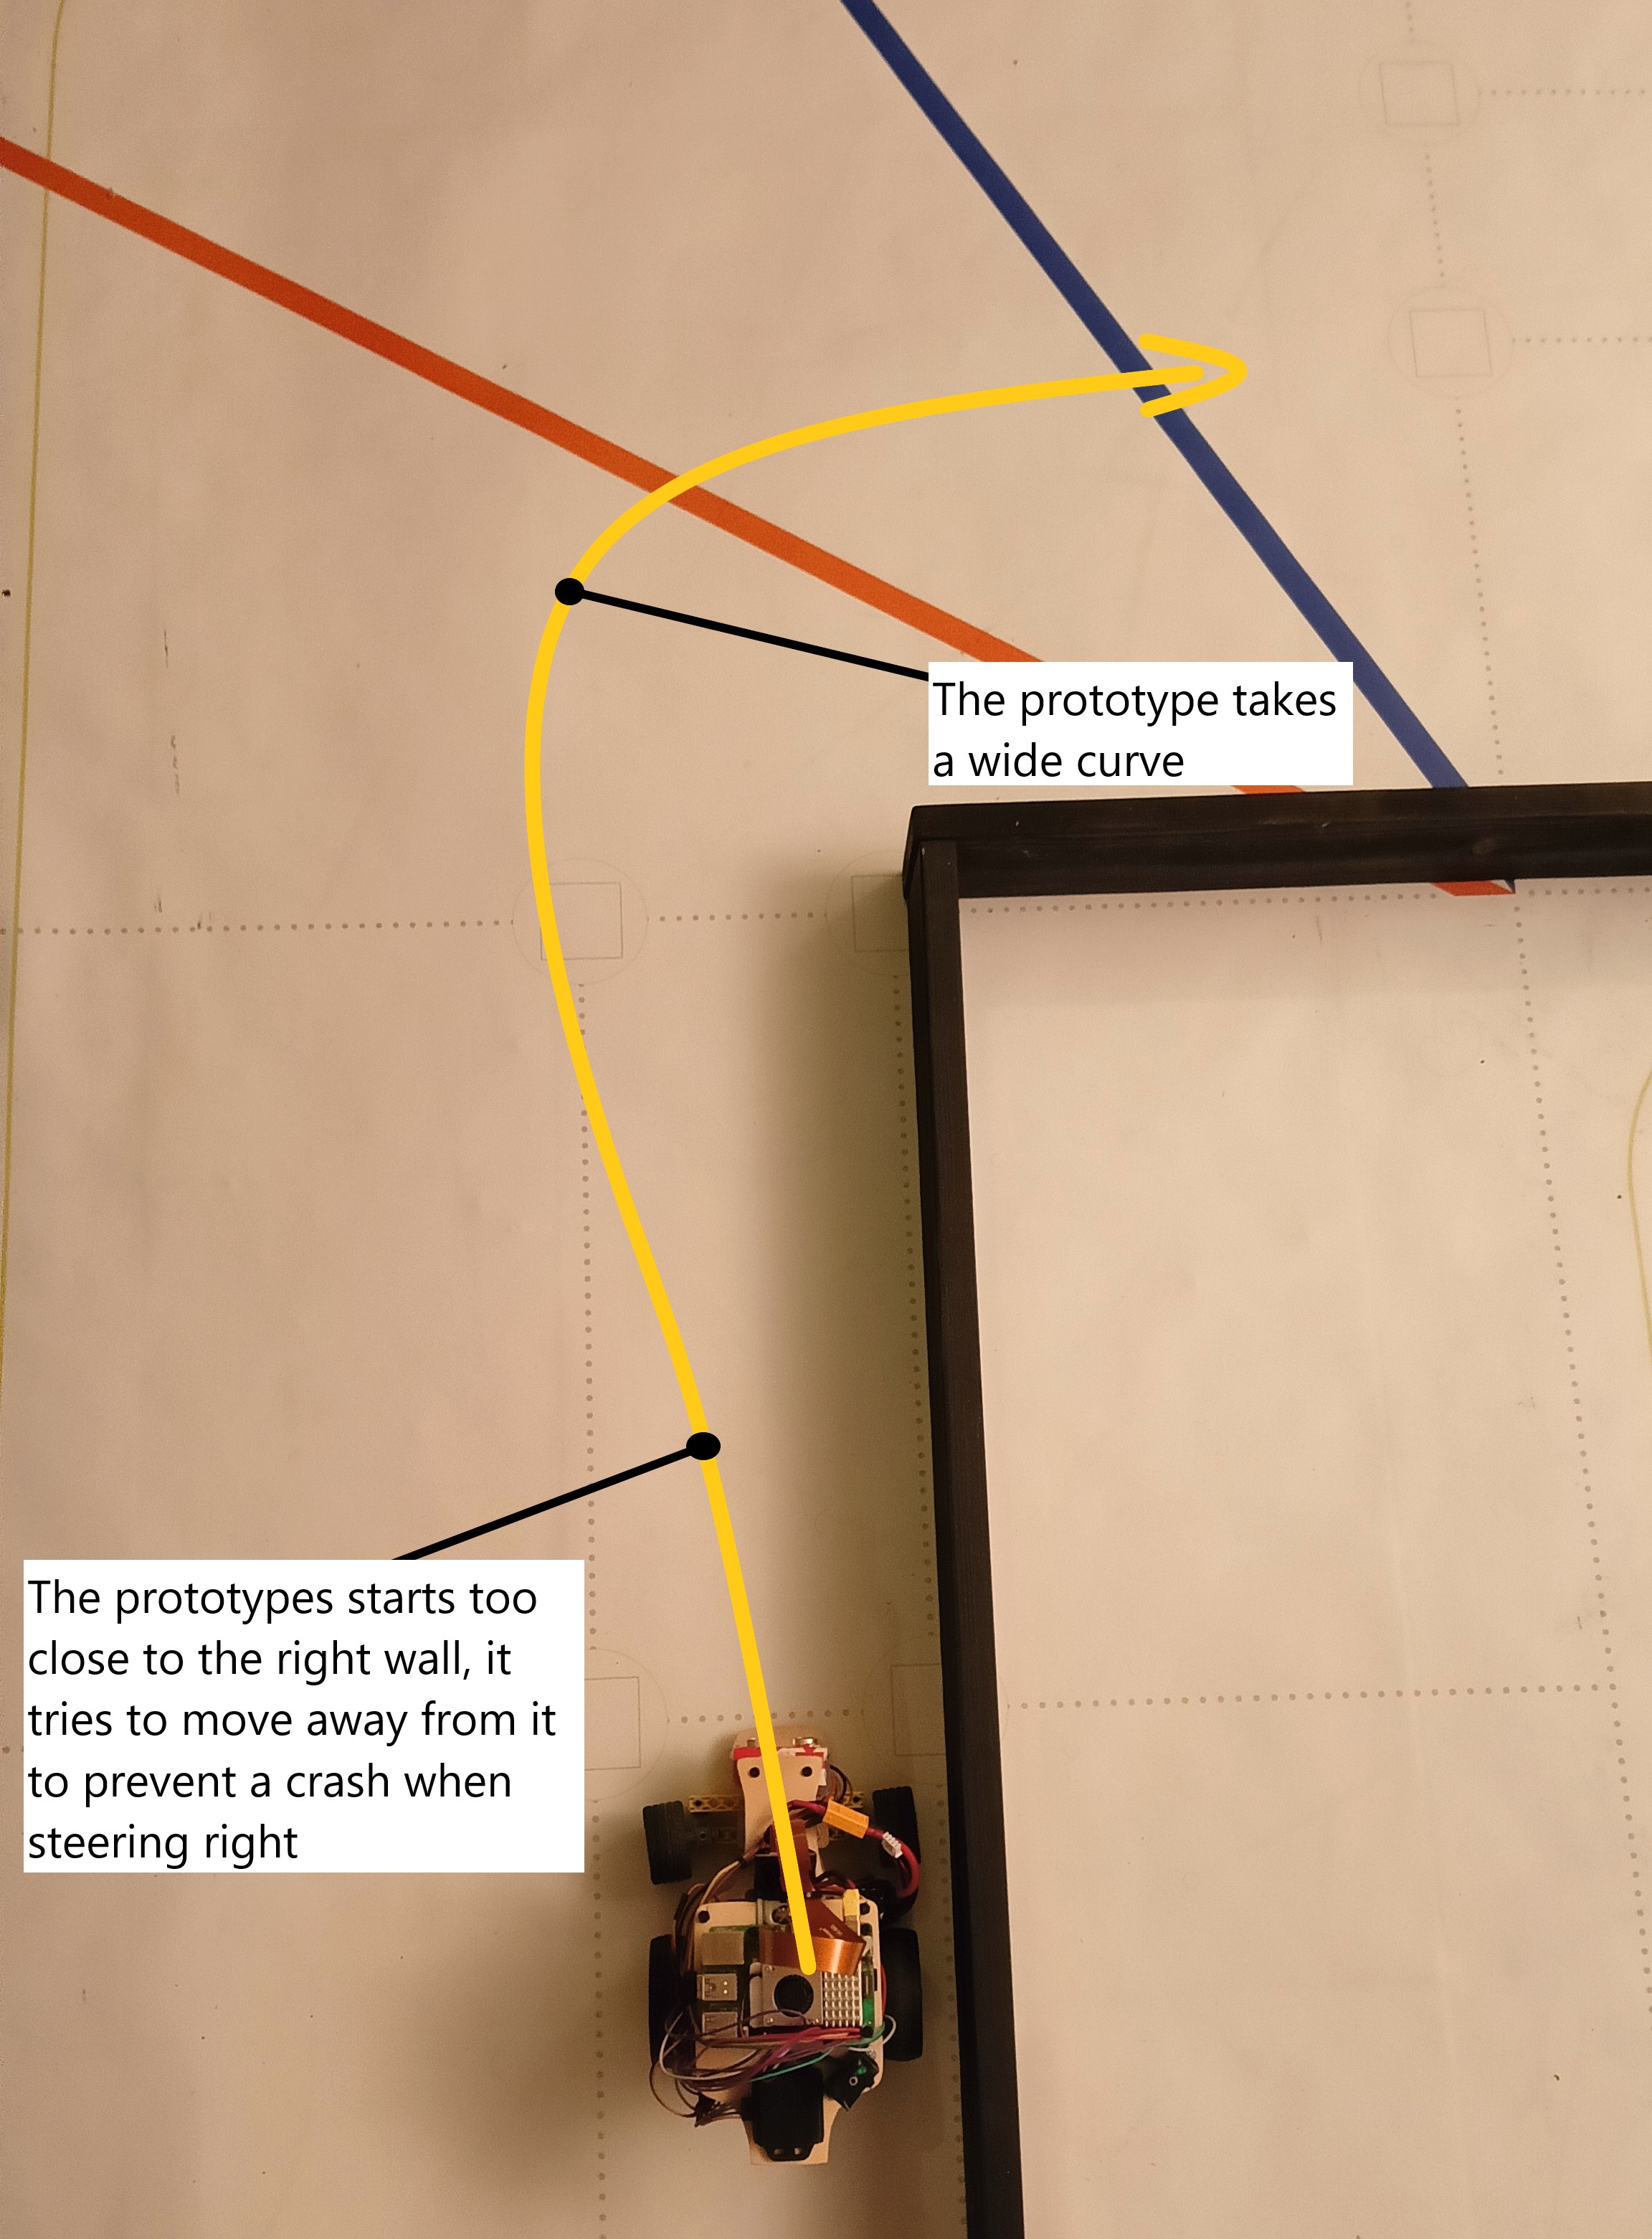 The prototype takes
a wide curve
The prototypes starts too
close to the right wall, it
tries to move away from it
to prevent a crash when
steering right